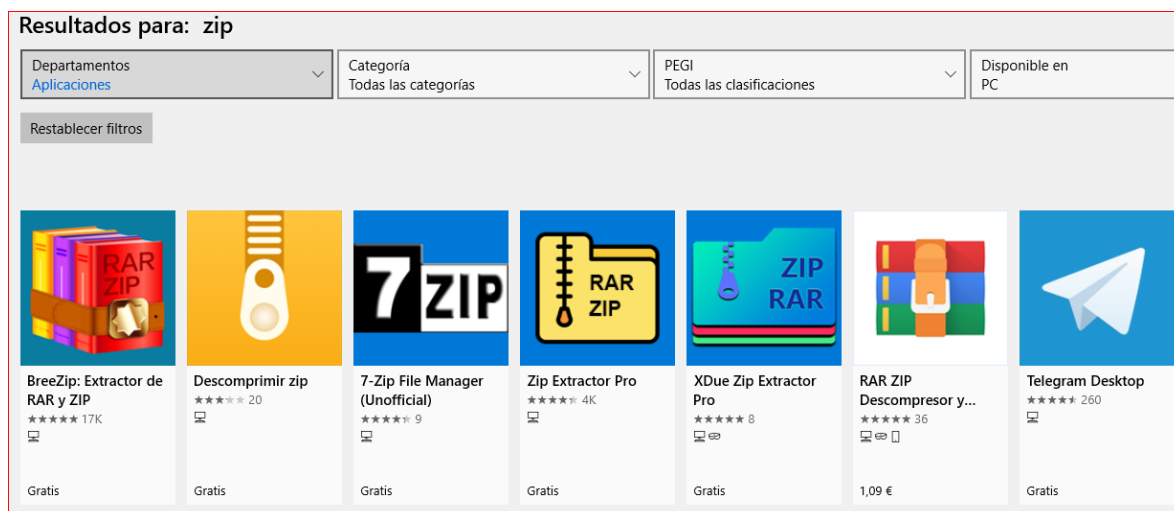 Resultados para: zip
Departamentos
Aplicaciones
Categoría
Todas las categorías
PEGI
Todas las clasificaciones
Disponible en
PC
Restablecer filtros
RAR
ZIP
BreeZip: Extractor de
RAR y ZIP
17K
Gratis
Descomprimir zip
20
Gratis
7 ZIP
7-Zip File Manager
(Unofficial)
9
Gratis
RAR
ZIP
Zip Extractor Pro
4K
Gratis
ZIP
RAR
XDue Zip Extractor
Pro
8
Gratis
RAR ZIP
Descompresor y...
36
1,09 €
Telegram Desktop
260
Gratis